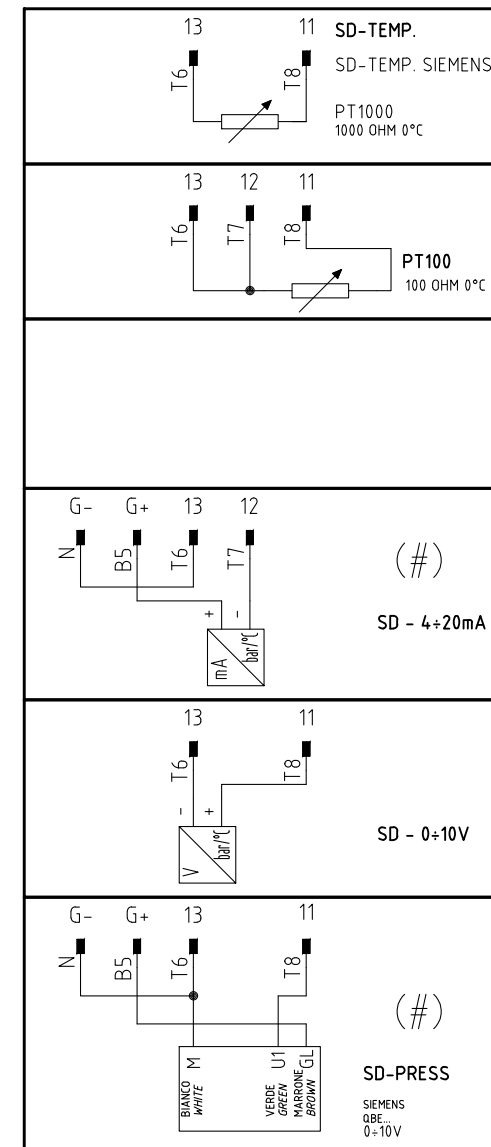 13 11 SD-TEMP.
T6 T8 SD-TEMP. SIEMENS
PT1000
1000 OHM 0°C
13 12 11
T6 T7 T8
PT100
100 OHM 0°C
G- G+ 13 12
N B5 T6 T7
(#)
+ -
mA bar/°C
SD - 4÷20mA
13 11
T6 T8
- +
V bar/°C
SD - 0÷10V
G- G+ 13 11
N B5 T6 T8
(#)
M U1 GL
BIANCO
WHITE
VERDE
GREEN
MARRONE
BROWN
SD-PRESS
SIEMENS
QBE...
0÷10V